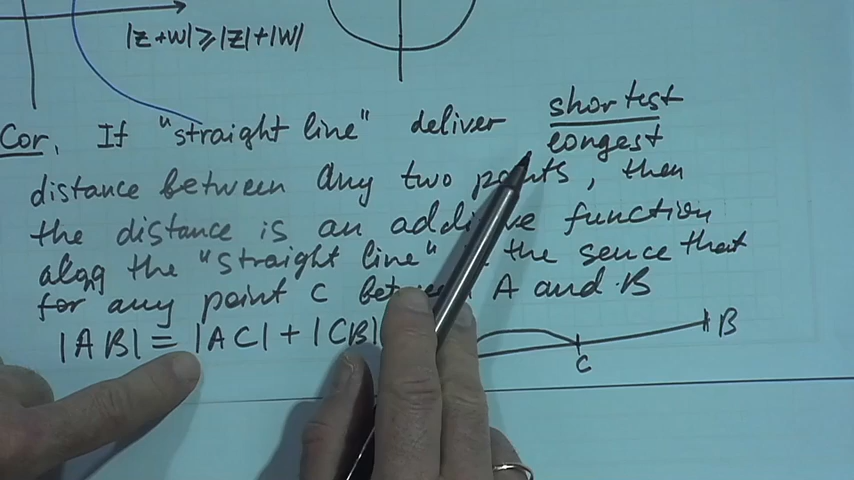 |Z+W| ≥ |Z|+|W|
Cor. If "straight line" deliver shortest
longest
distance between any two points, then
the distance is an additive function
along the "straight line" the sence that
for any point C between A and B
|AB| = |AC| + |CB|
B
C